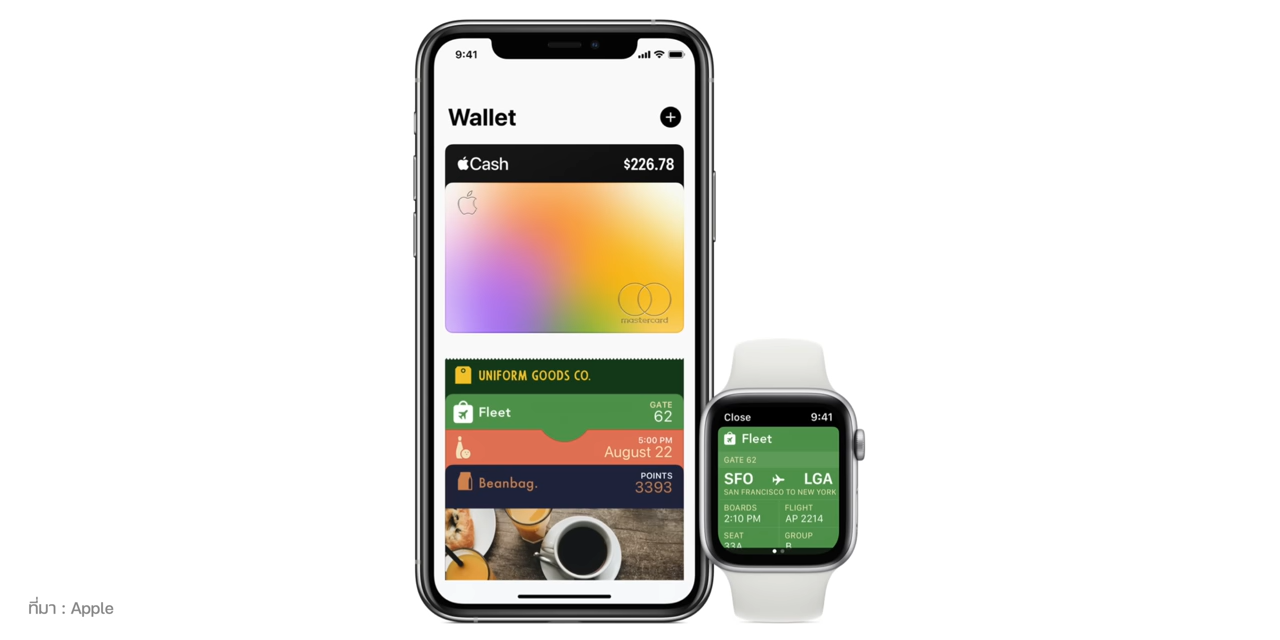 9:41
Wallet
Cash $226.78
mastercard
UNIFORM GOODS CO.
Fleet GATE 62
5:00 PM
August 22
Beanbag. POINTS 3393
Close 9:41
Fleet
GATE 62
SFO LGA
SAN FRANCISCO TO NEW YORK
BOARDS FLIGHT
2:10 PM AP 2214
SEAT GROUP
33A B
ที่มา : Apple